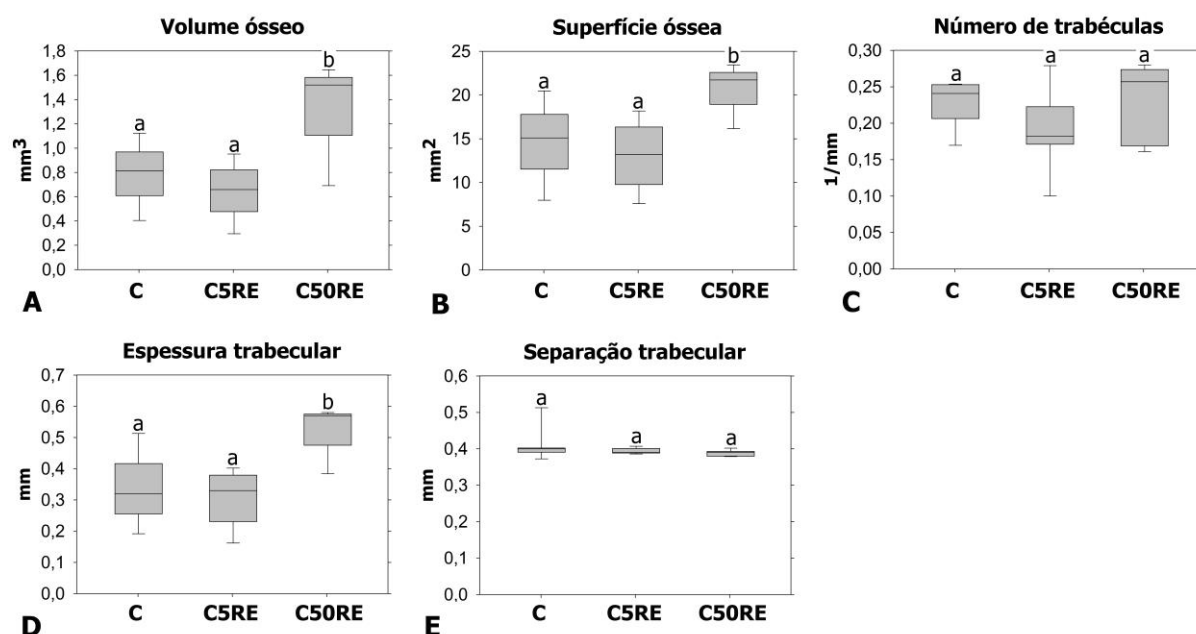 Volume ósseo
1,8
1,6
1,4
1,2
1,0
0,8
0,6
0,4
0,2
0,0
mm3
a
a
b
C
C5RE
C50RE
A
Superfície óssea
25
20
15
10
5
0
mm2
a
a
b
C
C5RE
C50RE
B
Número de trabéculas
0,30
0,25
0,20
0,15
0,10
0,05
0,00
1/mm
a
a
a
C
C5RE
C50RE
C
Espessura trabecular
0,7
0,6
0,5
0,4
0,3
0,2
0,1
0,0
mm
a
a
b
C
C5RE
C50RE
D
Separação trabecular
0,6
0,5
0,4
0,3
0,2
0,1
0,0
mm
a
a
a
C
C5RE
C50RE
E